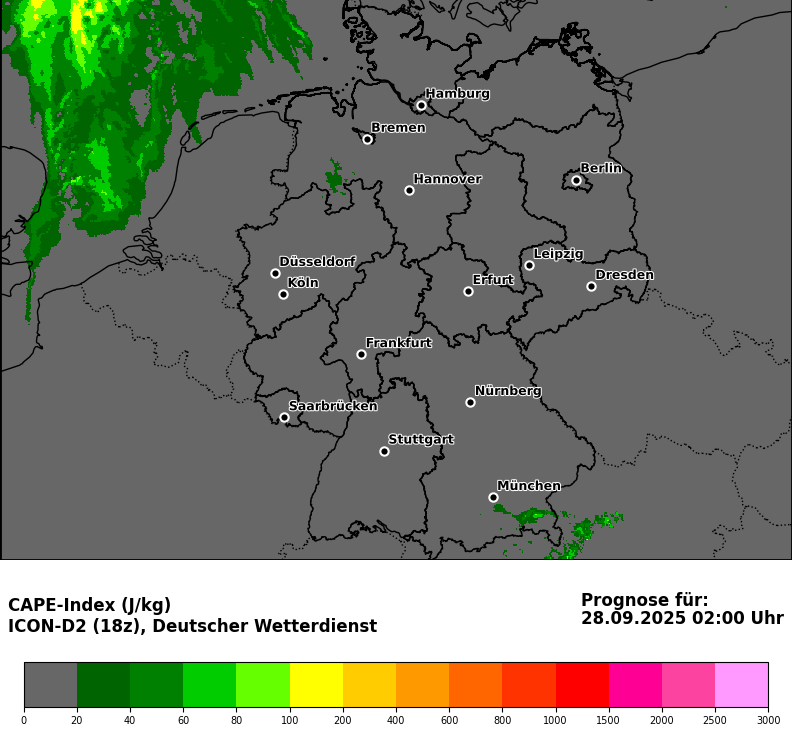 Hamburg
Bremen
Berlin
Hannover
Leipzig
Düsseldorf
Dresden
Erfurt
Köln
Frankfurt
Nürnberg
Saarbrücken
Stuttgart
München
CAPE-Index (J/kg)
ICON-D2 (18z), Deutscher Wetterdienst
Prognose für:
28.09.2025 02:00 Uhr
0 20 40 60 80 100 200 400 600 800 1000 1500 2000 2500 3000